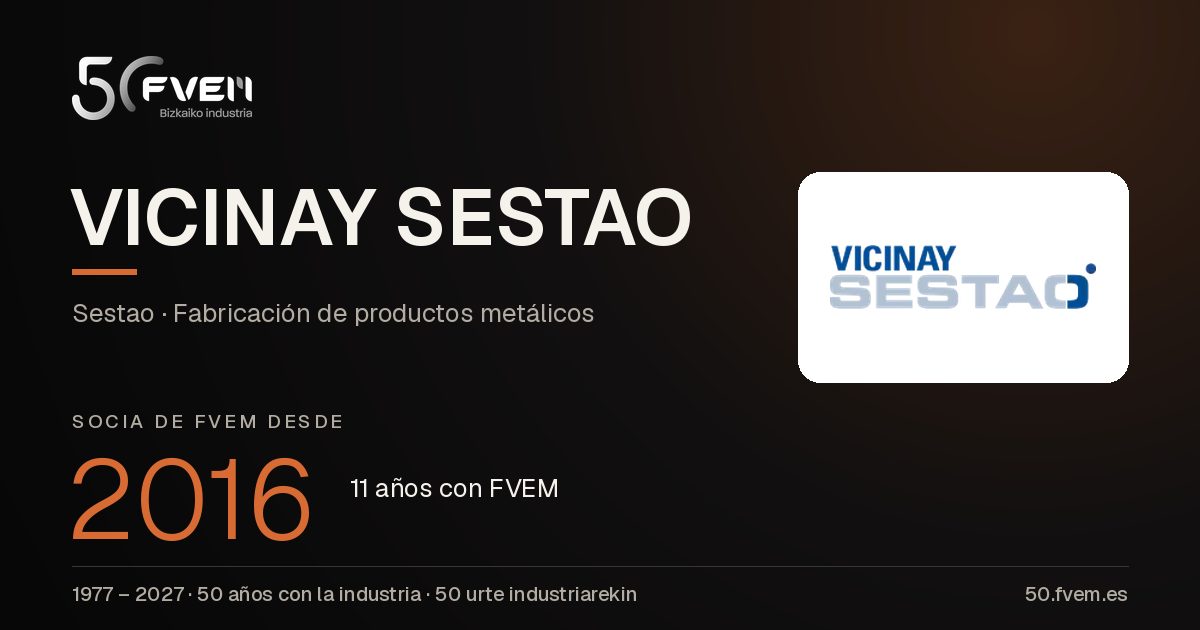 50 FVEM
Bizkaiko industria
VICINAY SESTAO
VICINAY
SESTAO
Sestao · Fabricación de productos metálicos
SOCIA DE FVEM DESDE
2016
11 años con FVEM
1977 – 2027 · 50 años con la industria · 50 urte industriarekin
50.fvem.es